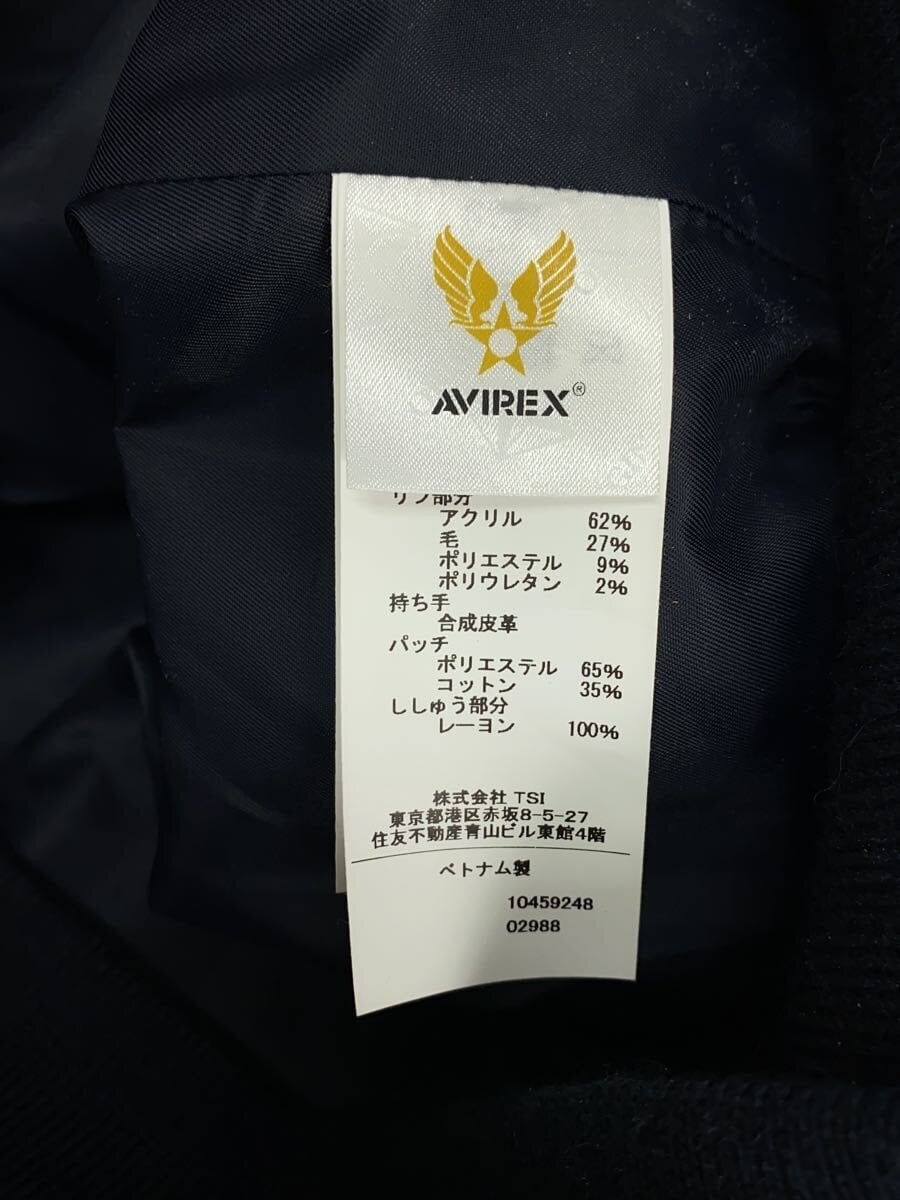 AVIREX®
リブ部分
アクリル 62%
毛 27%
ポリエステル 9%
ポリウレタン 2%
持ち手
合成皮革
パッチ
ポリエステル 65%
コットン 35%
ししゅう部分
レーヨン 100%
株式会社 TSI
東京都港区赤坂8-5-27
住友不動産青山ビル東館4階
ベトナム製
10459248
02988